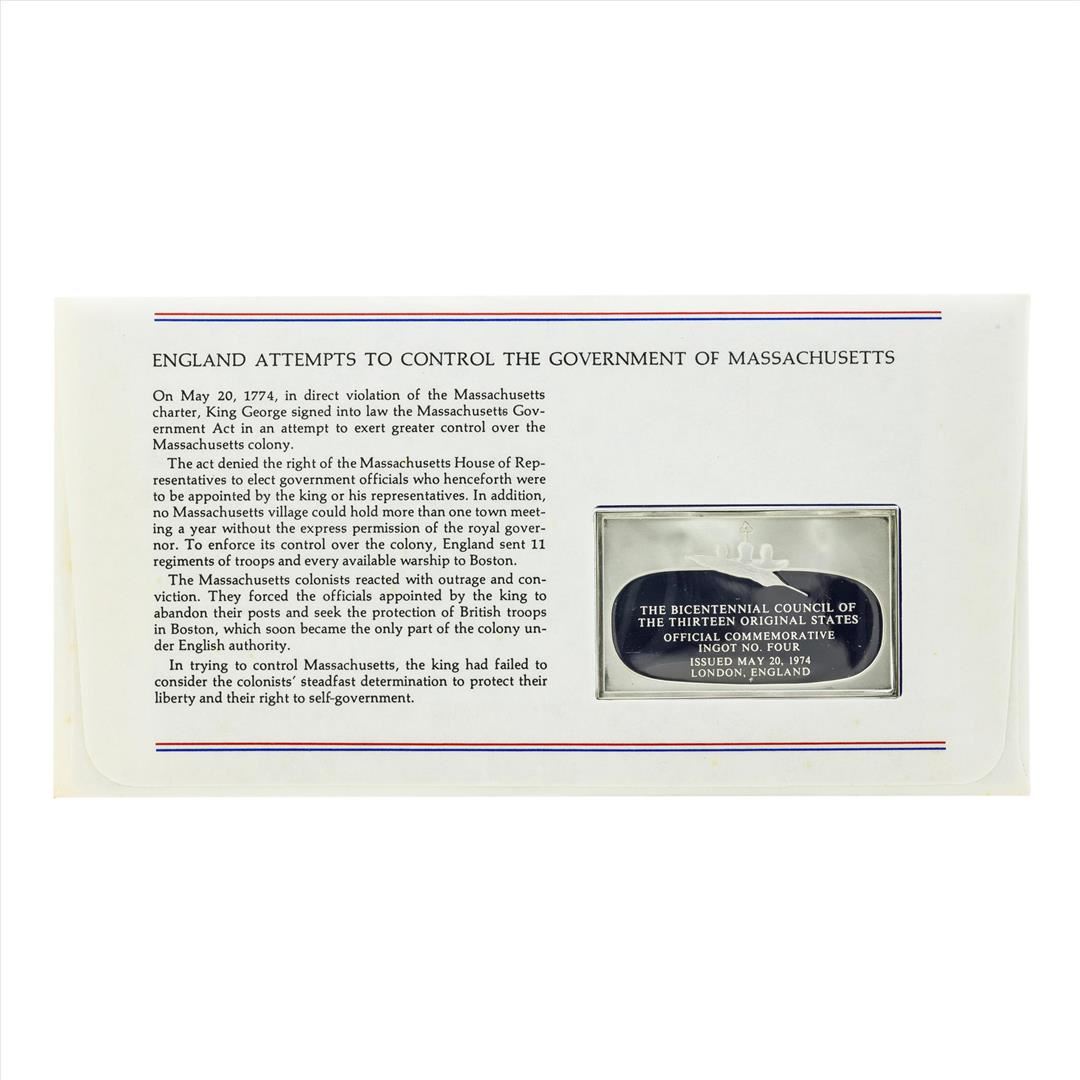 ENGLAND ATTEMPTS TO CONTROL THE GOVERNMENT OF MASSACHUSETTS
On May 20, 1774, in direct violation of the Massachusetts
charter, King George signed into law the Massachusetts Gov-
ernment Act in an attempt to exert greater control over the
Massachusetts colony.
The act denied the right of the Massachusetts House of Rep-
resentatives to elect government officials who henceforth were
to be appointed by the king or his representatives. In addition,
no Massachusetts village could hold more than one town meet-
ing a year without the express permission of the royal gover-
nor. To enforce its control over the colony, England sent 11
regiments of troops and every available warship to Boston.
The Massachusetts colonists reacted with outrage and con-
viction. They forced the officials appointed by the king to
abandon their posts and seek the protection of British troops
in Boston, which soon became the only part of the colony un-
der English authority.
In trying to control Massachusetts, the king had failed to
consider the colonists' steadfast determination to protect their
liberty and their right to self-government.
THE BICENTENNIAL COUNCIL OF
THE THIRTEEN ORIGINAL STATES
OFFICIAL COMMEMORATIVE
INGOT NO. FOUR
ISSUED MAY 20, 1974
LONDON, ENGLAND